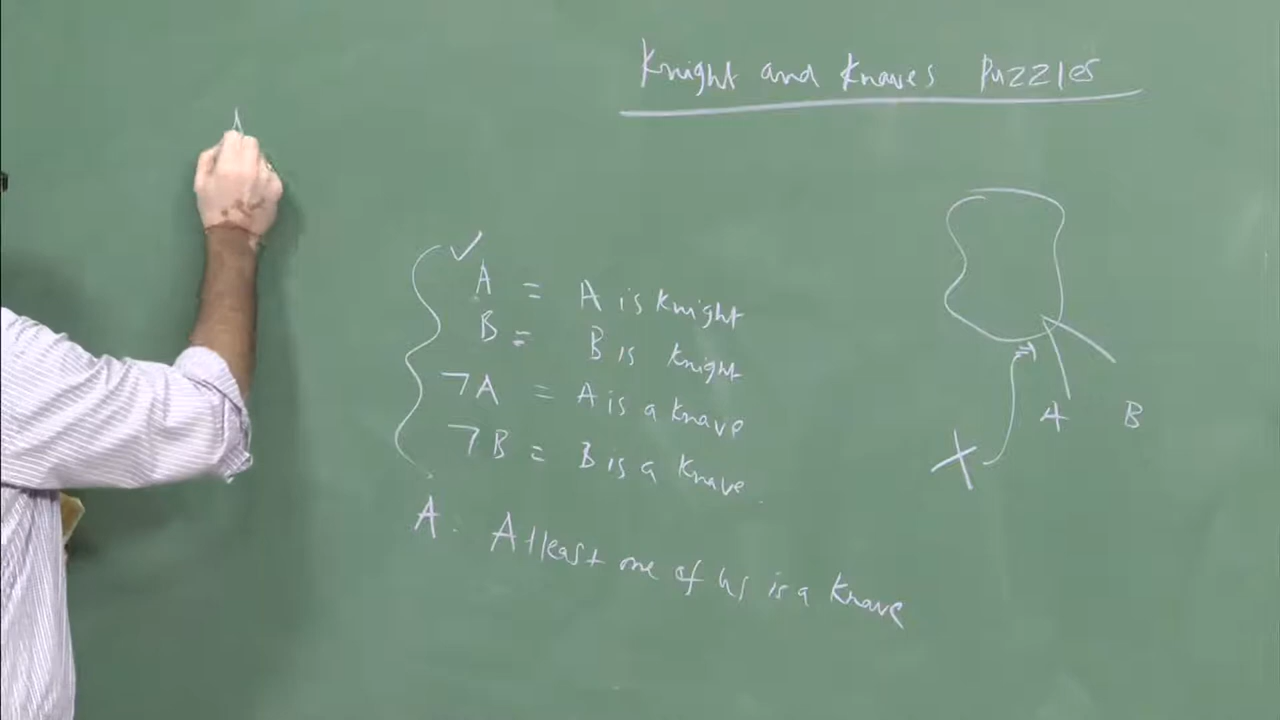 Knight and Knaves Puzzles
A
A = A is Knight
B = B is Knight
¬A = A is a Knave
¬B = B is a Knave.
A B
X
A. Atleast one of us is a Knave